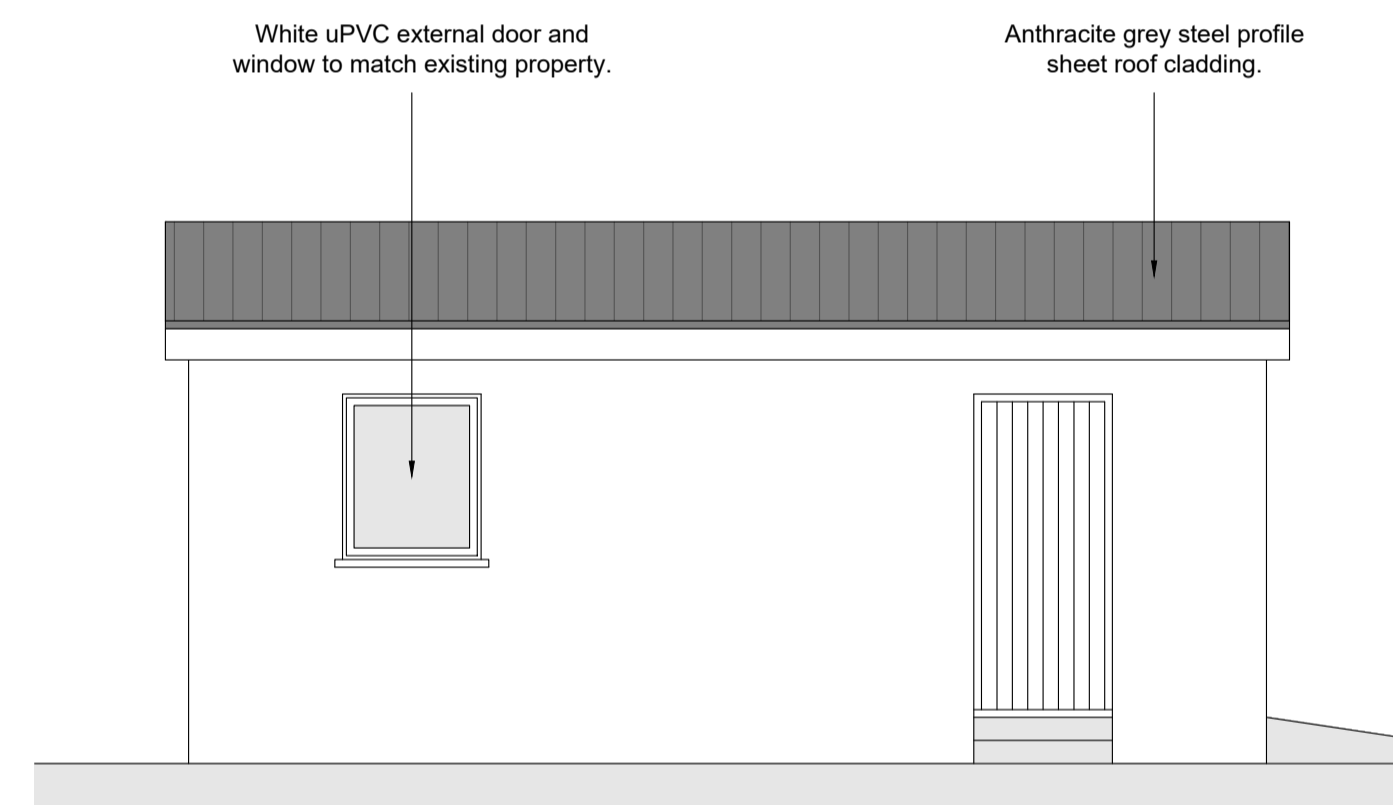 White uPVC external door and
window to match existing property.
Anthracite grey steel profile
sheet roof cladding.